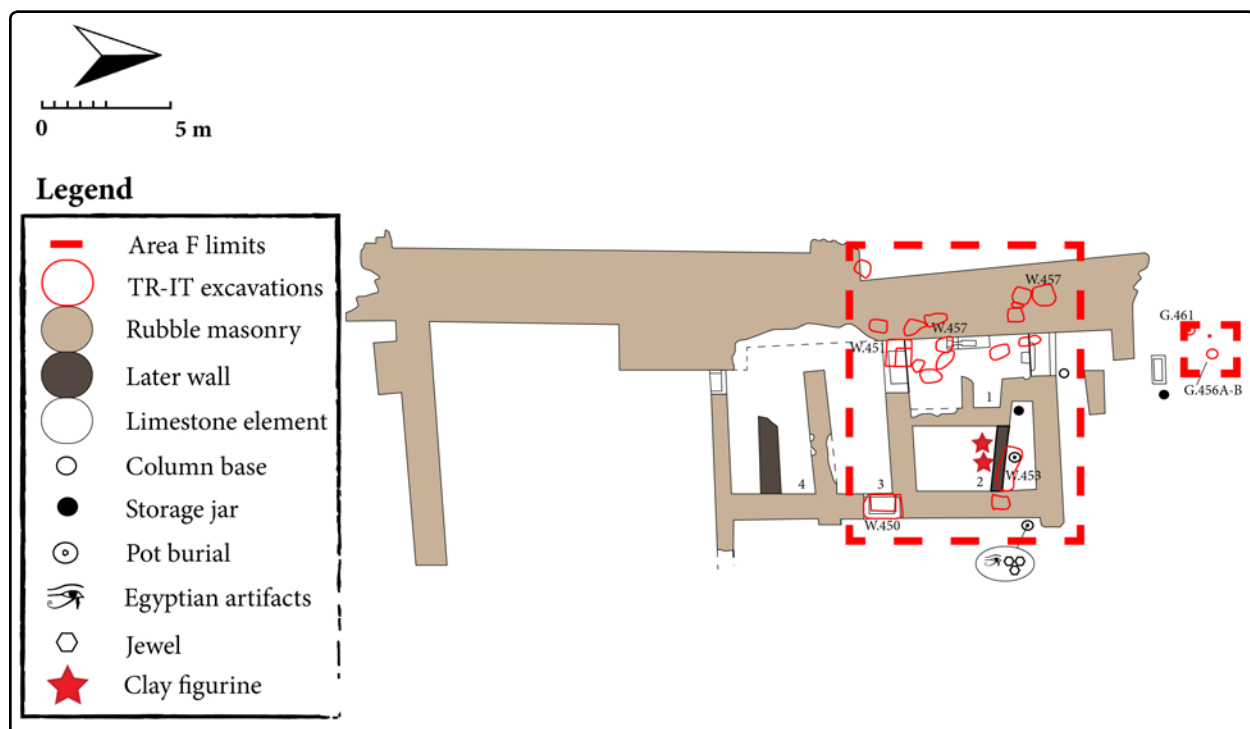 0 5 m
Legend
Area F limits
TR-IT excavations
Rubble masonry
Later wall
Limestone element
Column base
Storage jar
Pot burial
Egyptian artifacts
Jewel
Clay figurine
W.457
G.461
W.451
W.457
G.456A-B
1
W.453
4
3
2
W.450